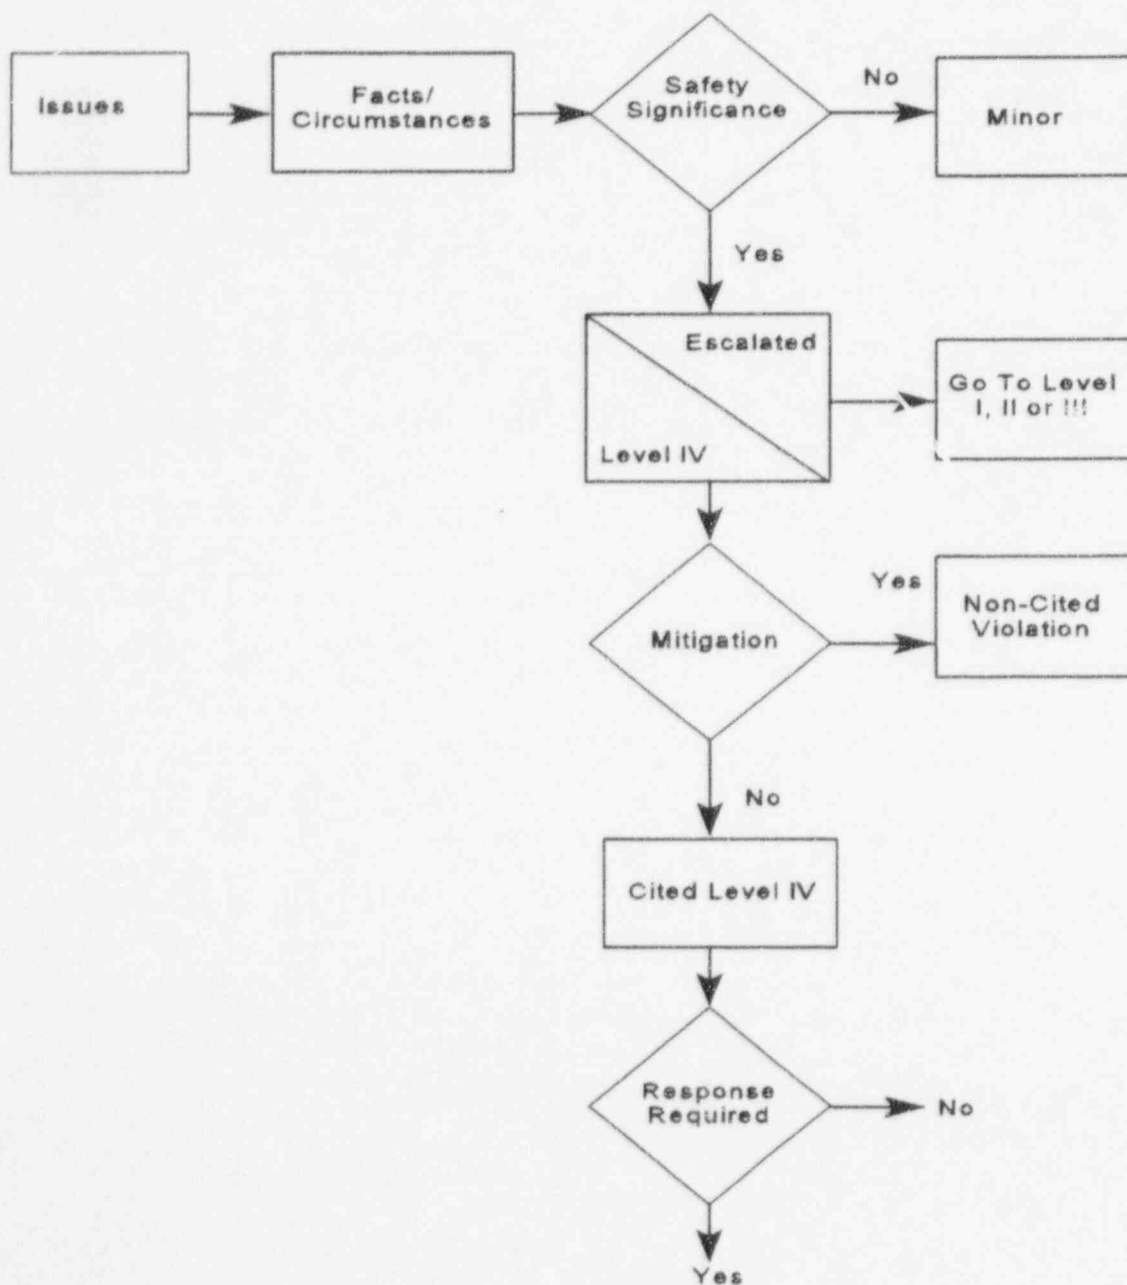 Issues
Facts/
Circumstances
Safety
Significance
No
Minor
Yes
Escalated
Level IV
Go To Level
I, II or III
Mitigation
Yes
Non-Cited
Violation
No
Cited Level IV
Response
Required
No
Yes